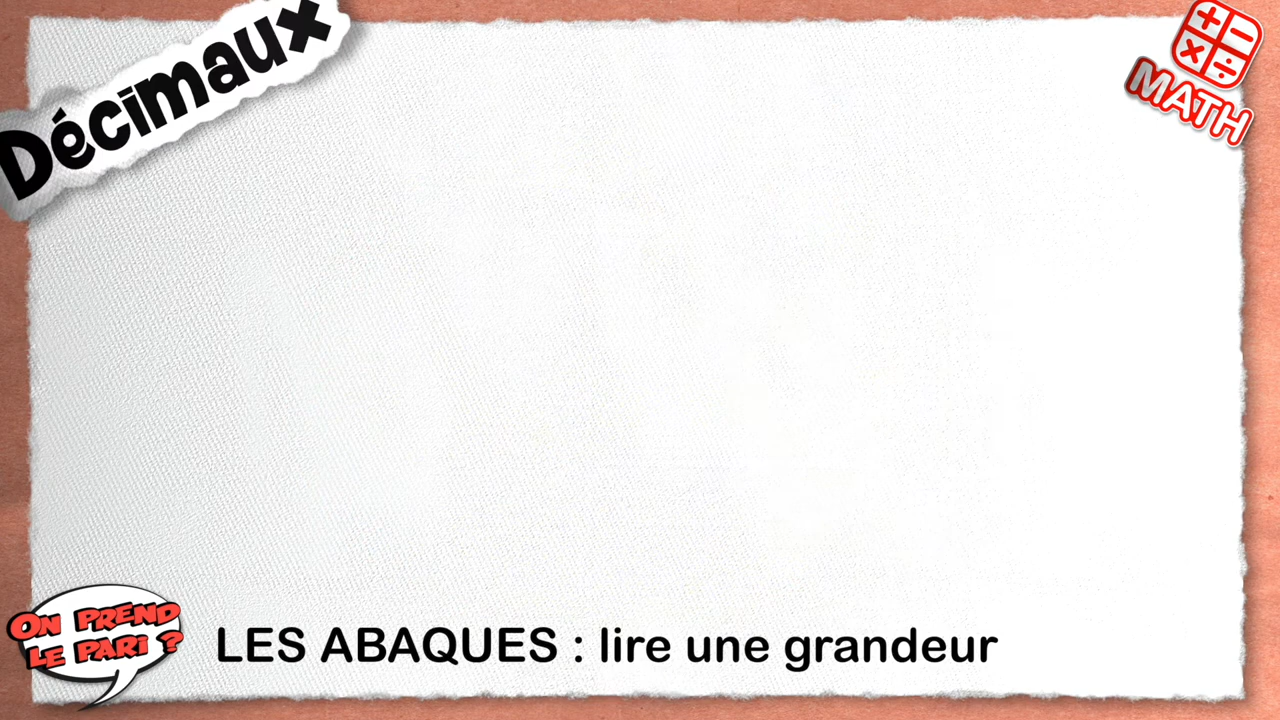 Décimaux
MATH
ON PREND
LE PARI ?
LES ABAQUES : lire une grandeur